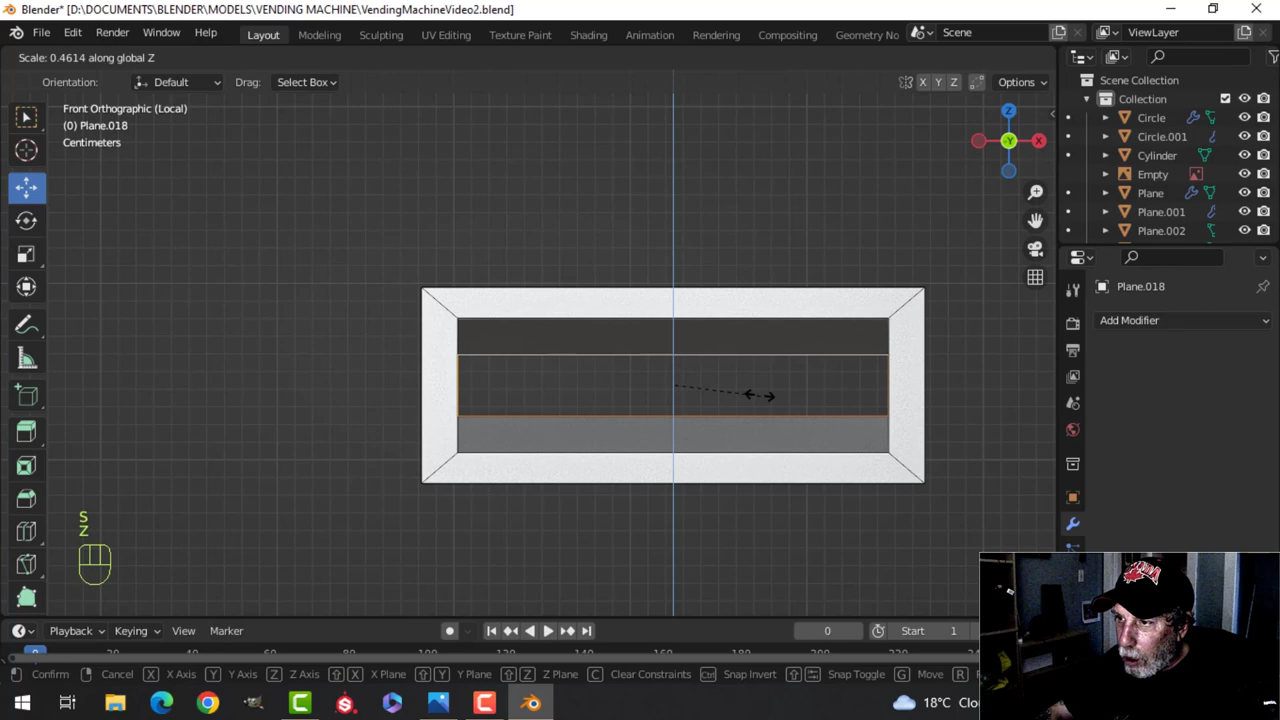 Blender* [D:\DOCUMENTS\BLENDER\MODELS\VENDING MACHINE\VendingMachineVideo2.blend]
File Edit Render Window Help Layout Modeling Sculpting UV Editing Texture Paint Shading Animation Rendering Compositing Geometry No Scene ViewLayer
Scale: 0.4614 along global Z
Orientation: Default Drag: Select Box X Y Z Options
Front Orthographic (Local)
(0) Plane.018
Centimeters
Z
-Y
X
Scene Collection
Collection
Circle
Circle.001
Cylinder
Empty
Plane
Plane.001
Plane.002
Plane.018
Add Modifier
S
Z
Playback Keying View Marker 0 Start 1
0
Confirm Cancel X X Axis Y Y Axis Z Z Axis X X Plane Y Y Plane Z Z Plane C Clear Constraints Ctrl Snap Invert Snap Toggle G Move R
18°C Clo